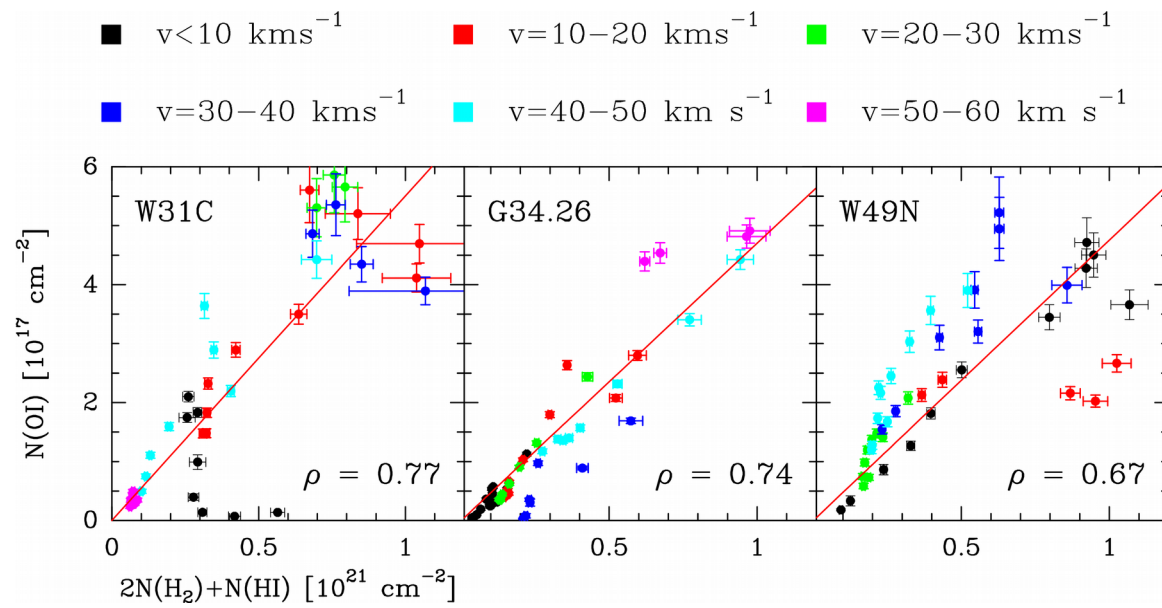 v<10 kms⁻¹ v=10−20 kms⁻¹ v=20−30 kms⁻¹
v=30−40 kms⁻¹ v=40−50 km s⁻¹ v=50−60 km s⁻¹
W31C G34.26 W49N
ρ = 0.77 ρ = 0.74 ρ = 0.67
N(OI) [10¹⁷ cm⁻²]
6
4
2
0
0 0.5 1 0.5 1 0.5 1
2N(H₂)+N(HI) [10²¹ cm⁻²]